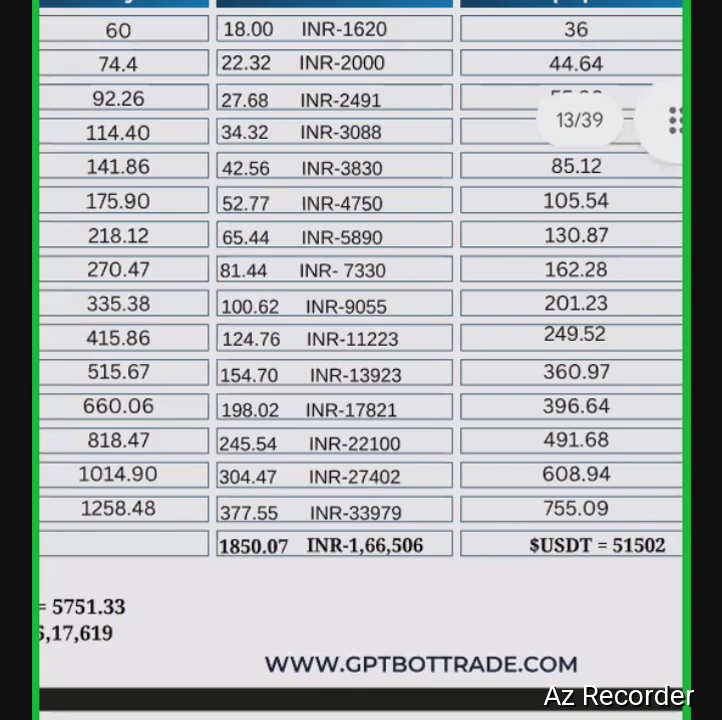 60 18.00 INR-1620 36
74.4 22.32 INR-2000 44.64
92.26 27.68 INR-2491
114.40 34.32 INR-3088 13/39
141.86 42.56 INR-3830 85.12
175.90 52.77 INR-4750 105.54
218.12 65.44 INR-5890 130.87
270.47 81.44 INR- 7330 162.28
335.38 100.62 INR-9055 201.23
415.86 124.76 INR-11223 249.52
515.67 154.70 INR-13923 360.97
660.06 198.02 INR-17821 396.64
818.47 245.54 INR-22100 491.68
1014.90 304.47 INR-27402 608.94
1258.48 377.55 INR-33979 755.09
1850.07 INR-1,66,506 $USDT = 51502
= 5751.33
,17,619
WWW.GPTBOTTRADE.COM
Az Recorder